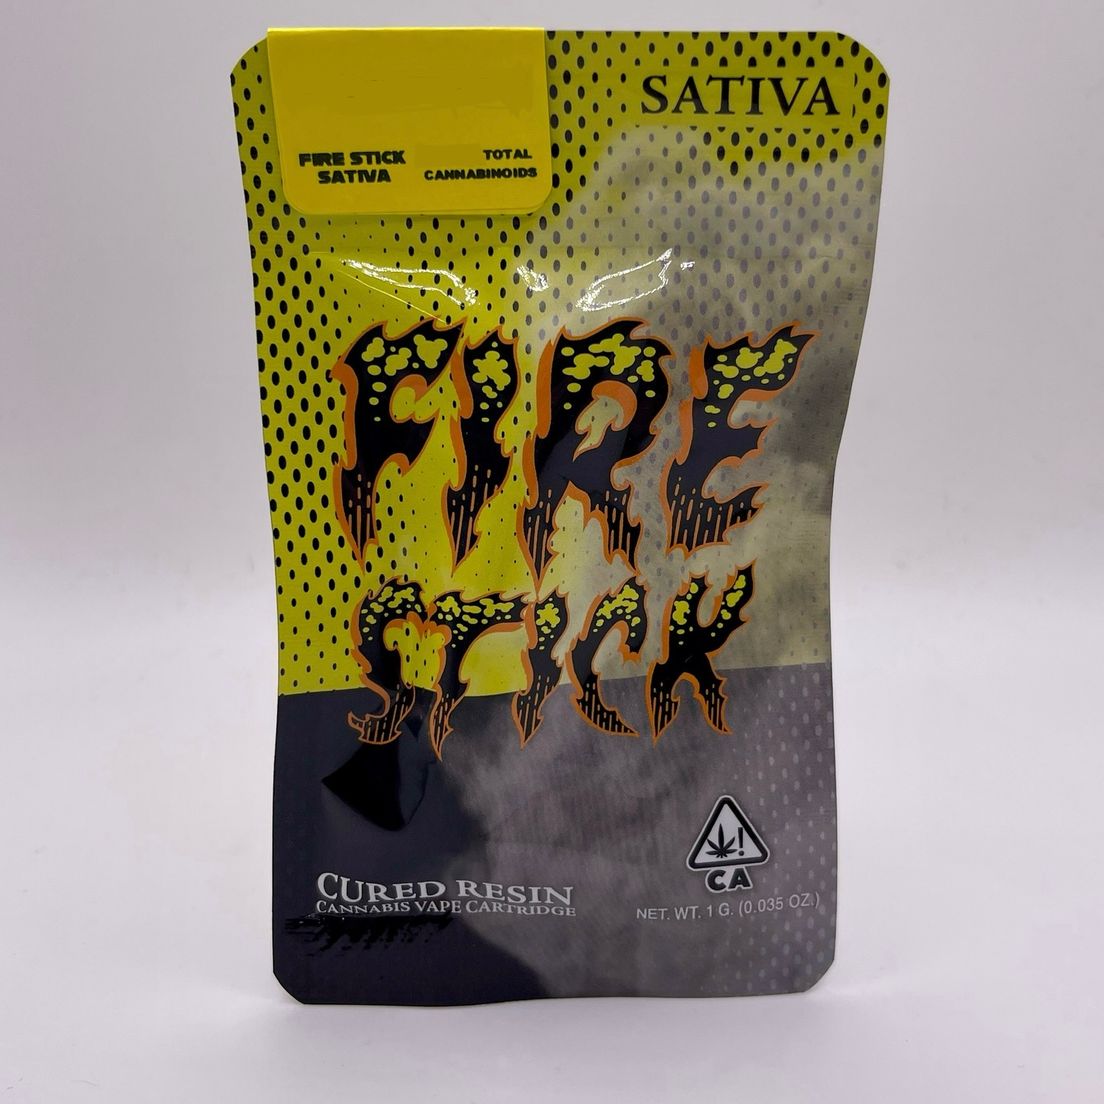 SATIVA
FIRE STICK
SATIVA
TOTAL
CANNABINOIDS
FIRE
STICK
CA
CURED RESIN
CANNABIS VAPE CARTRIDGE
NET. WT. 1 G. (0.035 OZ.)